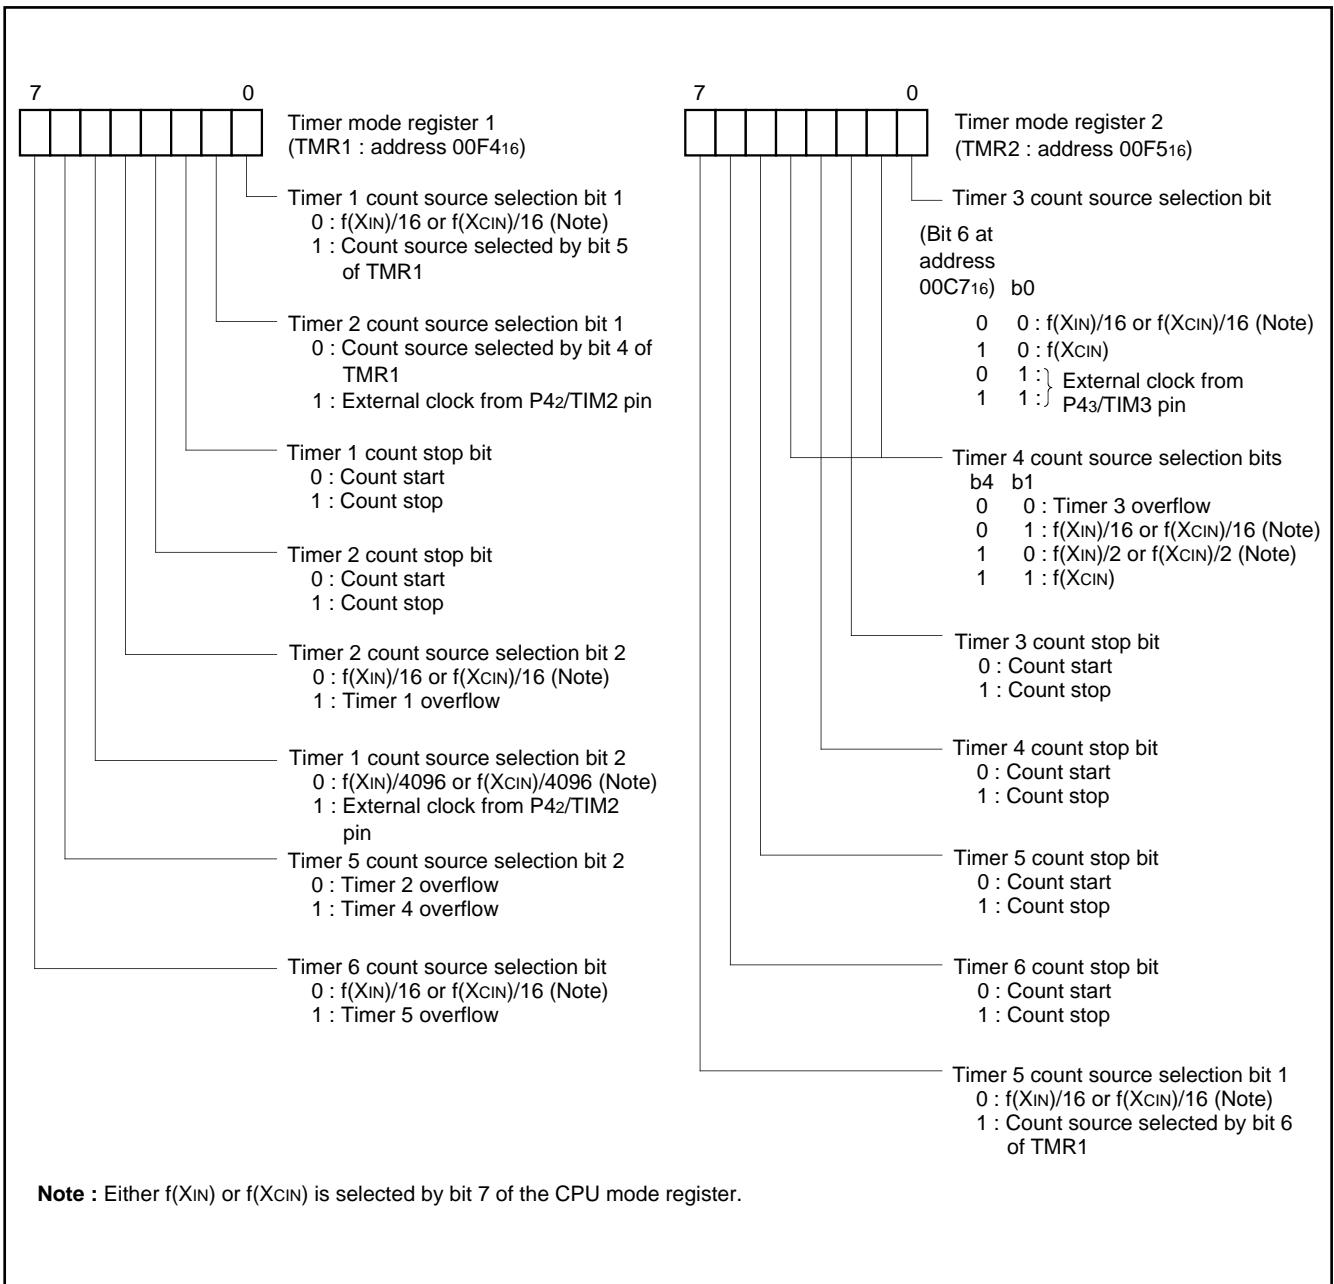 7 0
Timer mode register 1
(TMR1 : address 00F416)
Timer 1 count source selection bit 1
0 : f(XIN)/16 or f(XCIN)/16 (Note)
1 : Count source selected by bit 5
of TMR1
Timer 2 count source selection bit 1
0 : Count source selected by bit 4 of
TMR1
1 : External clock from P42/TIM2 pin
Timer 1 count stop bit
0 : Count start
1 : Count stop
Timer 2 count stop bit
0 : Count start
1 : Count stop
Timer 2 count source selection bit 2
0 : f(XIN)/16 or f(XCIN)/16 (Note)
1 : Timer 1 overflow
Timer 1 count source selection bit 2
0 : f(XIN)/4096 or f(XCIN)/4096 (Note)
1 : External clock from P42/TIM2
pin
Timer 5 count source selection bit 2
0 : Timer 2 overflow
1 : Timer 4 overflow
Timer 6 count source selection bit
0 : f(XIN)/16 or f(XCIN)/16 (Note)
1 : Timer 5 overflow
7 0
Timer mode register 2
(TMR2 : address 00F516)
Timer 3 count source selection bit
(Bit 6 at
address
00C716) b0
0 0 : f(XIN)/16 or f(XCIN)/16 (Note)
1 0 : f(XCIN)
0 1 : External clock from
1 1 : P43/TIM3 pin
Timer 4 count source selection bits
b4 b1
0 0 : Timer 3 overflow
0 1 : f(XIN)/16 or f(XCIN)/16 (Note)
1 0 : f(XIN)/2 or f(XCIN)/2 (Note)
1 1 : f(XCIN)
Timer 3 count stop bit
0 : Count start
1 : Count stop
Timer 4 count stop bit
0 : Count start
1 : Count stop
Timer 5 count stop bit
0 : Count start
1 : Count stop
Timer 6 count stop bit
0 : Count start
1 : Count stop
Timer 5 count source selection bit 1
0 : f(XIN)/16 or f(XCIN)/16 (Note)
1 : Count source selected by bit 6
of TMR1
Note : Either f(XIN) or f(XCIN) is selected by bit 7 of the CPU mode register.